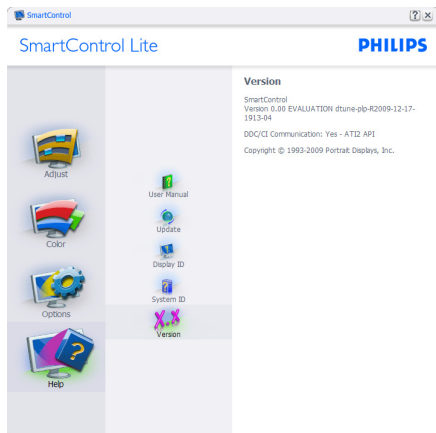 SmartControl
SmartControl Lite
PHILIPS
Adjust
Color
Options
Help
User Manual
Update
Display ID
System ID
X.X
Version
Version
SmartControl
Version 0.00 EVALUATION dtune-plp-R2009-12-17-
1913-04
DDC/CI Communication: Yes - ATI2 API
Copyright © 1993-2009 Portrait Displays, Inc.